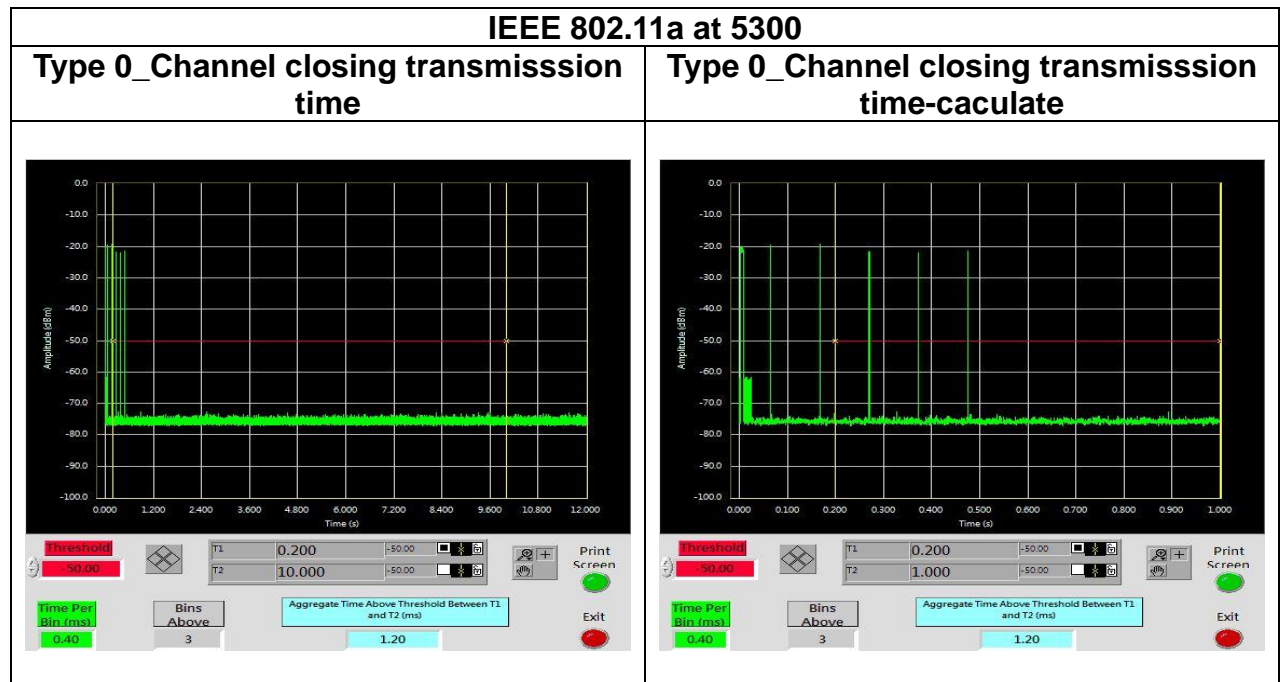 IEEE 802.11a at 5300
Type 0_Channel closing transmisssion
time
Type 0_Channel closing transmisssion
time-caculate
0.0
-10.0
-20.0
-30.0
-40.0
-50.0
-60.0
-70.0
-80.0
-90.0
-100.0
Amplitude (dBm)
0.000 1.200 2.400 3.600 4.800 6.000 7.200 8.400 9.600 10.800 12.000
Time (s)
Threshold
-50.00
T1 0.200 -50.00
T2 10.000 -50.00
Print
Screen
Time Per
Bin (ms)
0.40
Bins
Above
3
Aggregate Time Above Threshold Between T1
and T2 (ms)
1.20
Exit
0.0
-10.0
-20.0
-30.0
-40.0
-50.0
-60.0
-70.0
-80.0
-90.0
-100.0
Amplitude (dBm)
0.000 0.100 0.200 0.300 0.400 0.500 0.600 0.700 0.800 0.900 1.000
Time (s)
Threshold
-50.00
T1 0.200 -50.00
T2 1.000 -50.00
Print
Screen
Time Per
Bin (ms)
0.40
Bins
Above
3
Aggregate Time Above Threshold Between T1
and T2 (ms)
1.20
Exit